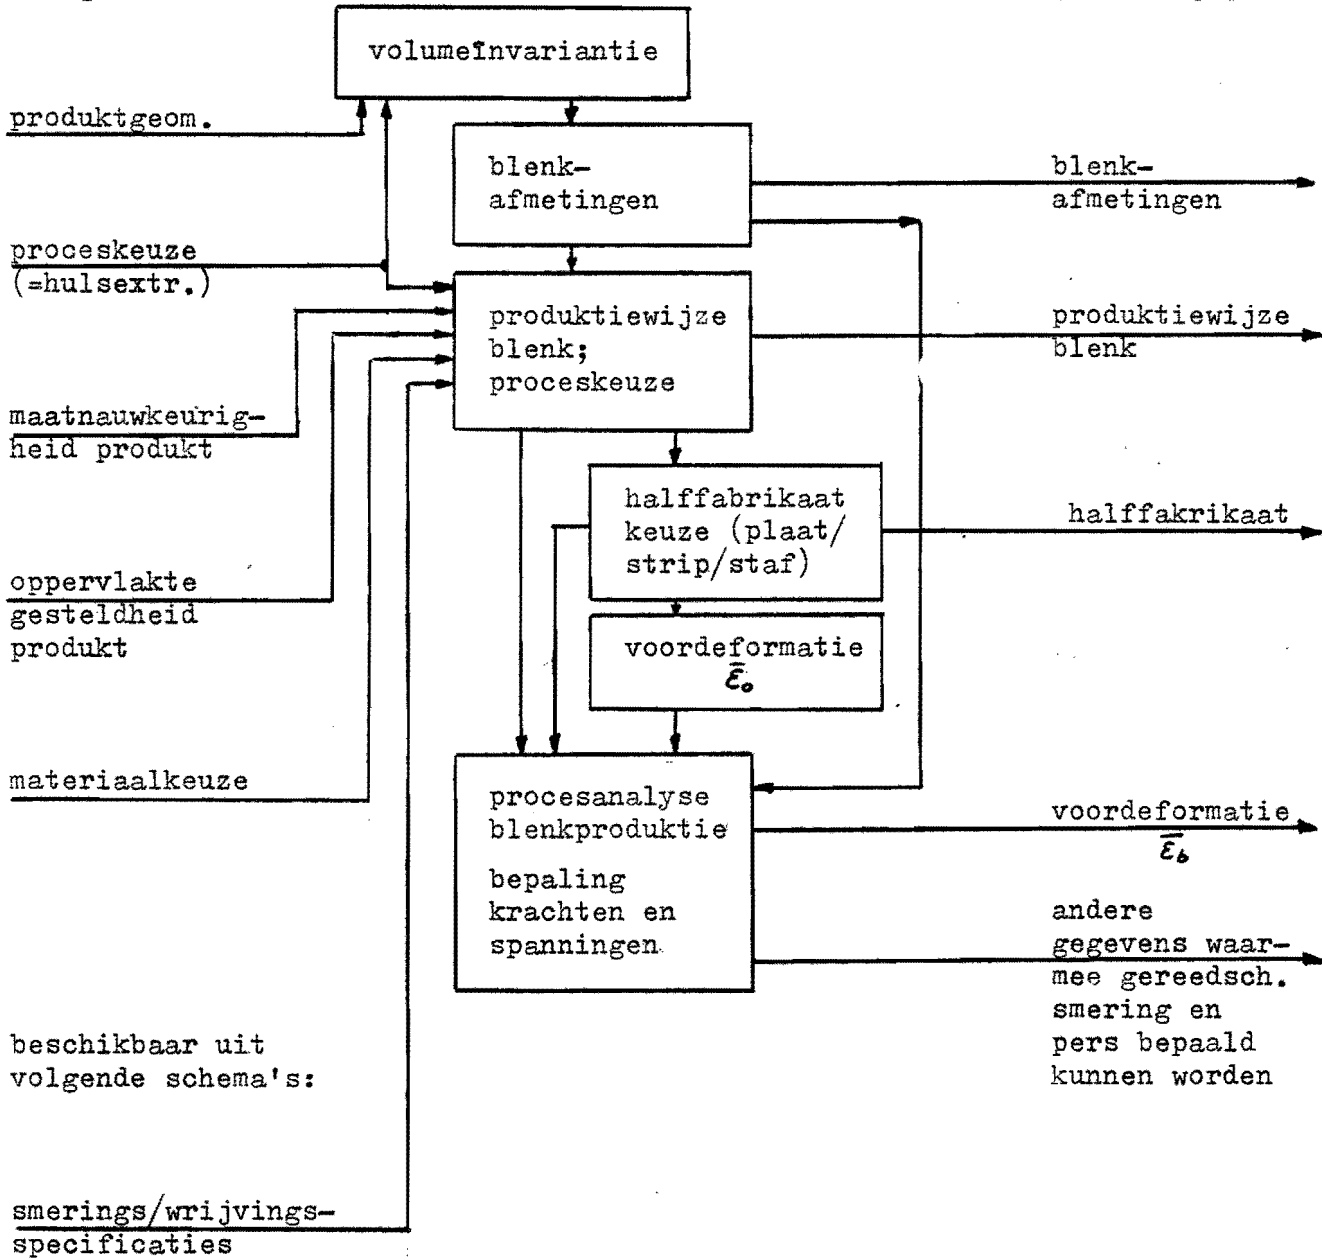 volumeïnvariantie
produktgeom.
blenk-
afmetingen
blenk-
afmetingen
proceskeuze
(=hulsextr.)
produktiewijze
blenk;
proceskeuze
produktiewijze
blenk
maatnauwkeurig-
heid produkt
halffabrikaat
keuze (plaat/
strip/staf)
halffakrikaat
oppervlakte
gesteldheid
produkt
voordeformatie
ε̄₀
materiaalkeuze
procesanalyse
blenkproduktie
bepaling
krachten en
spanningen
voordeformatie
ε̄b
andere
gegevens waar-
mee gereedsch.
smering en
pers bepaald
kunnen worden
beschikbaar uit
volgende schema's:
smerings/wrijvings-
specificaties